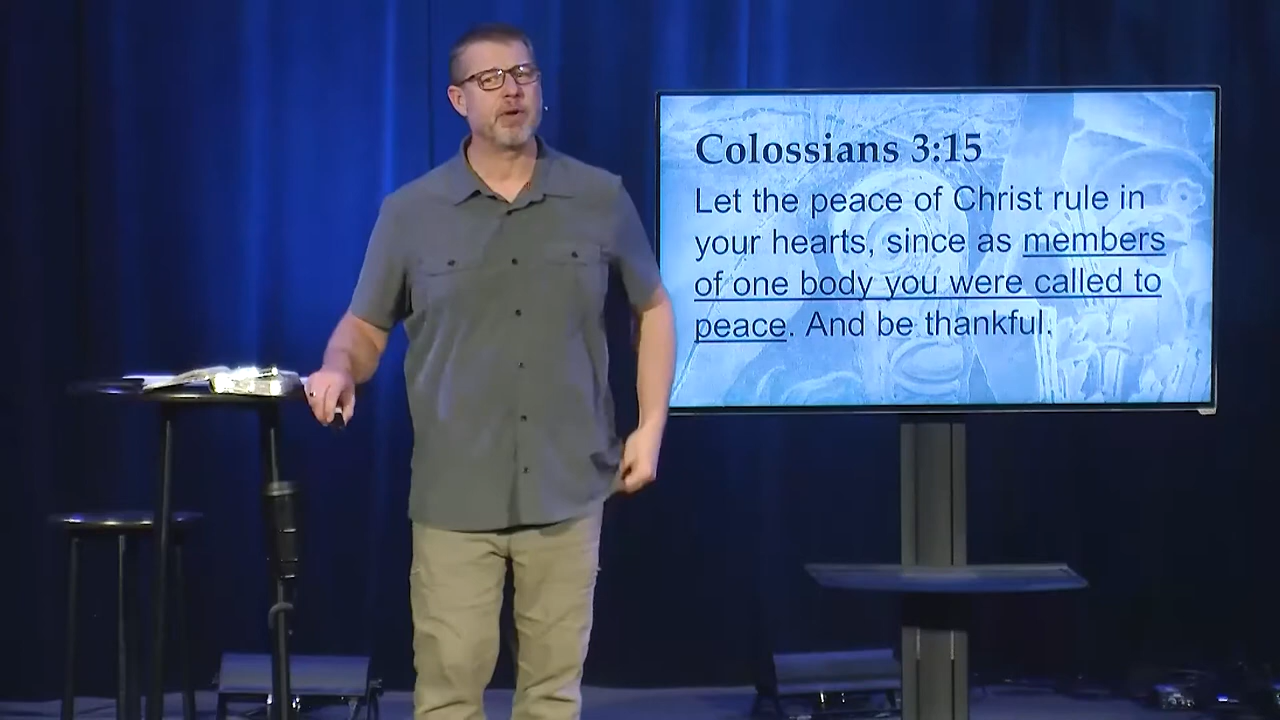 Colossians 3:15
Let the peace of Christ rule in
your hearts, since as members
of one body you were called to
peace. And be thankful.